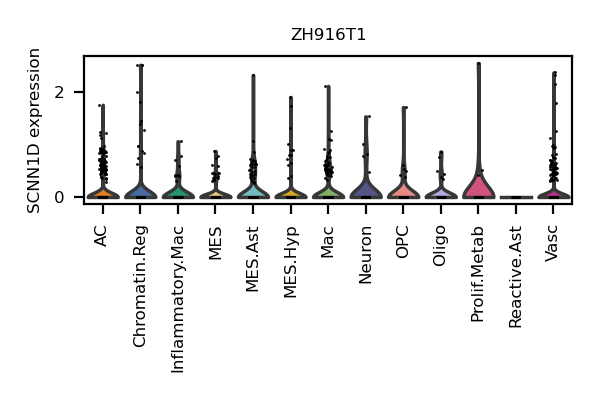 ZH916T1
SCNN1D expression
2
0
AC
Chromatin.Reg
Inflammatory.Mac
MES
MES.Ast
MES.Hyp
Mac
Neuron
OPC
Oligo
Prolif.Metab
Reactive.Ast
Vasc